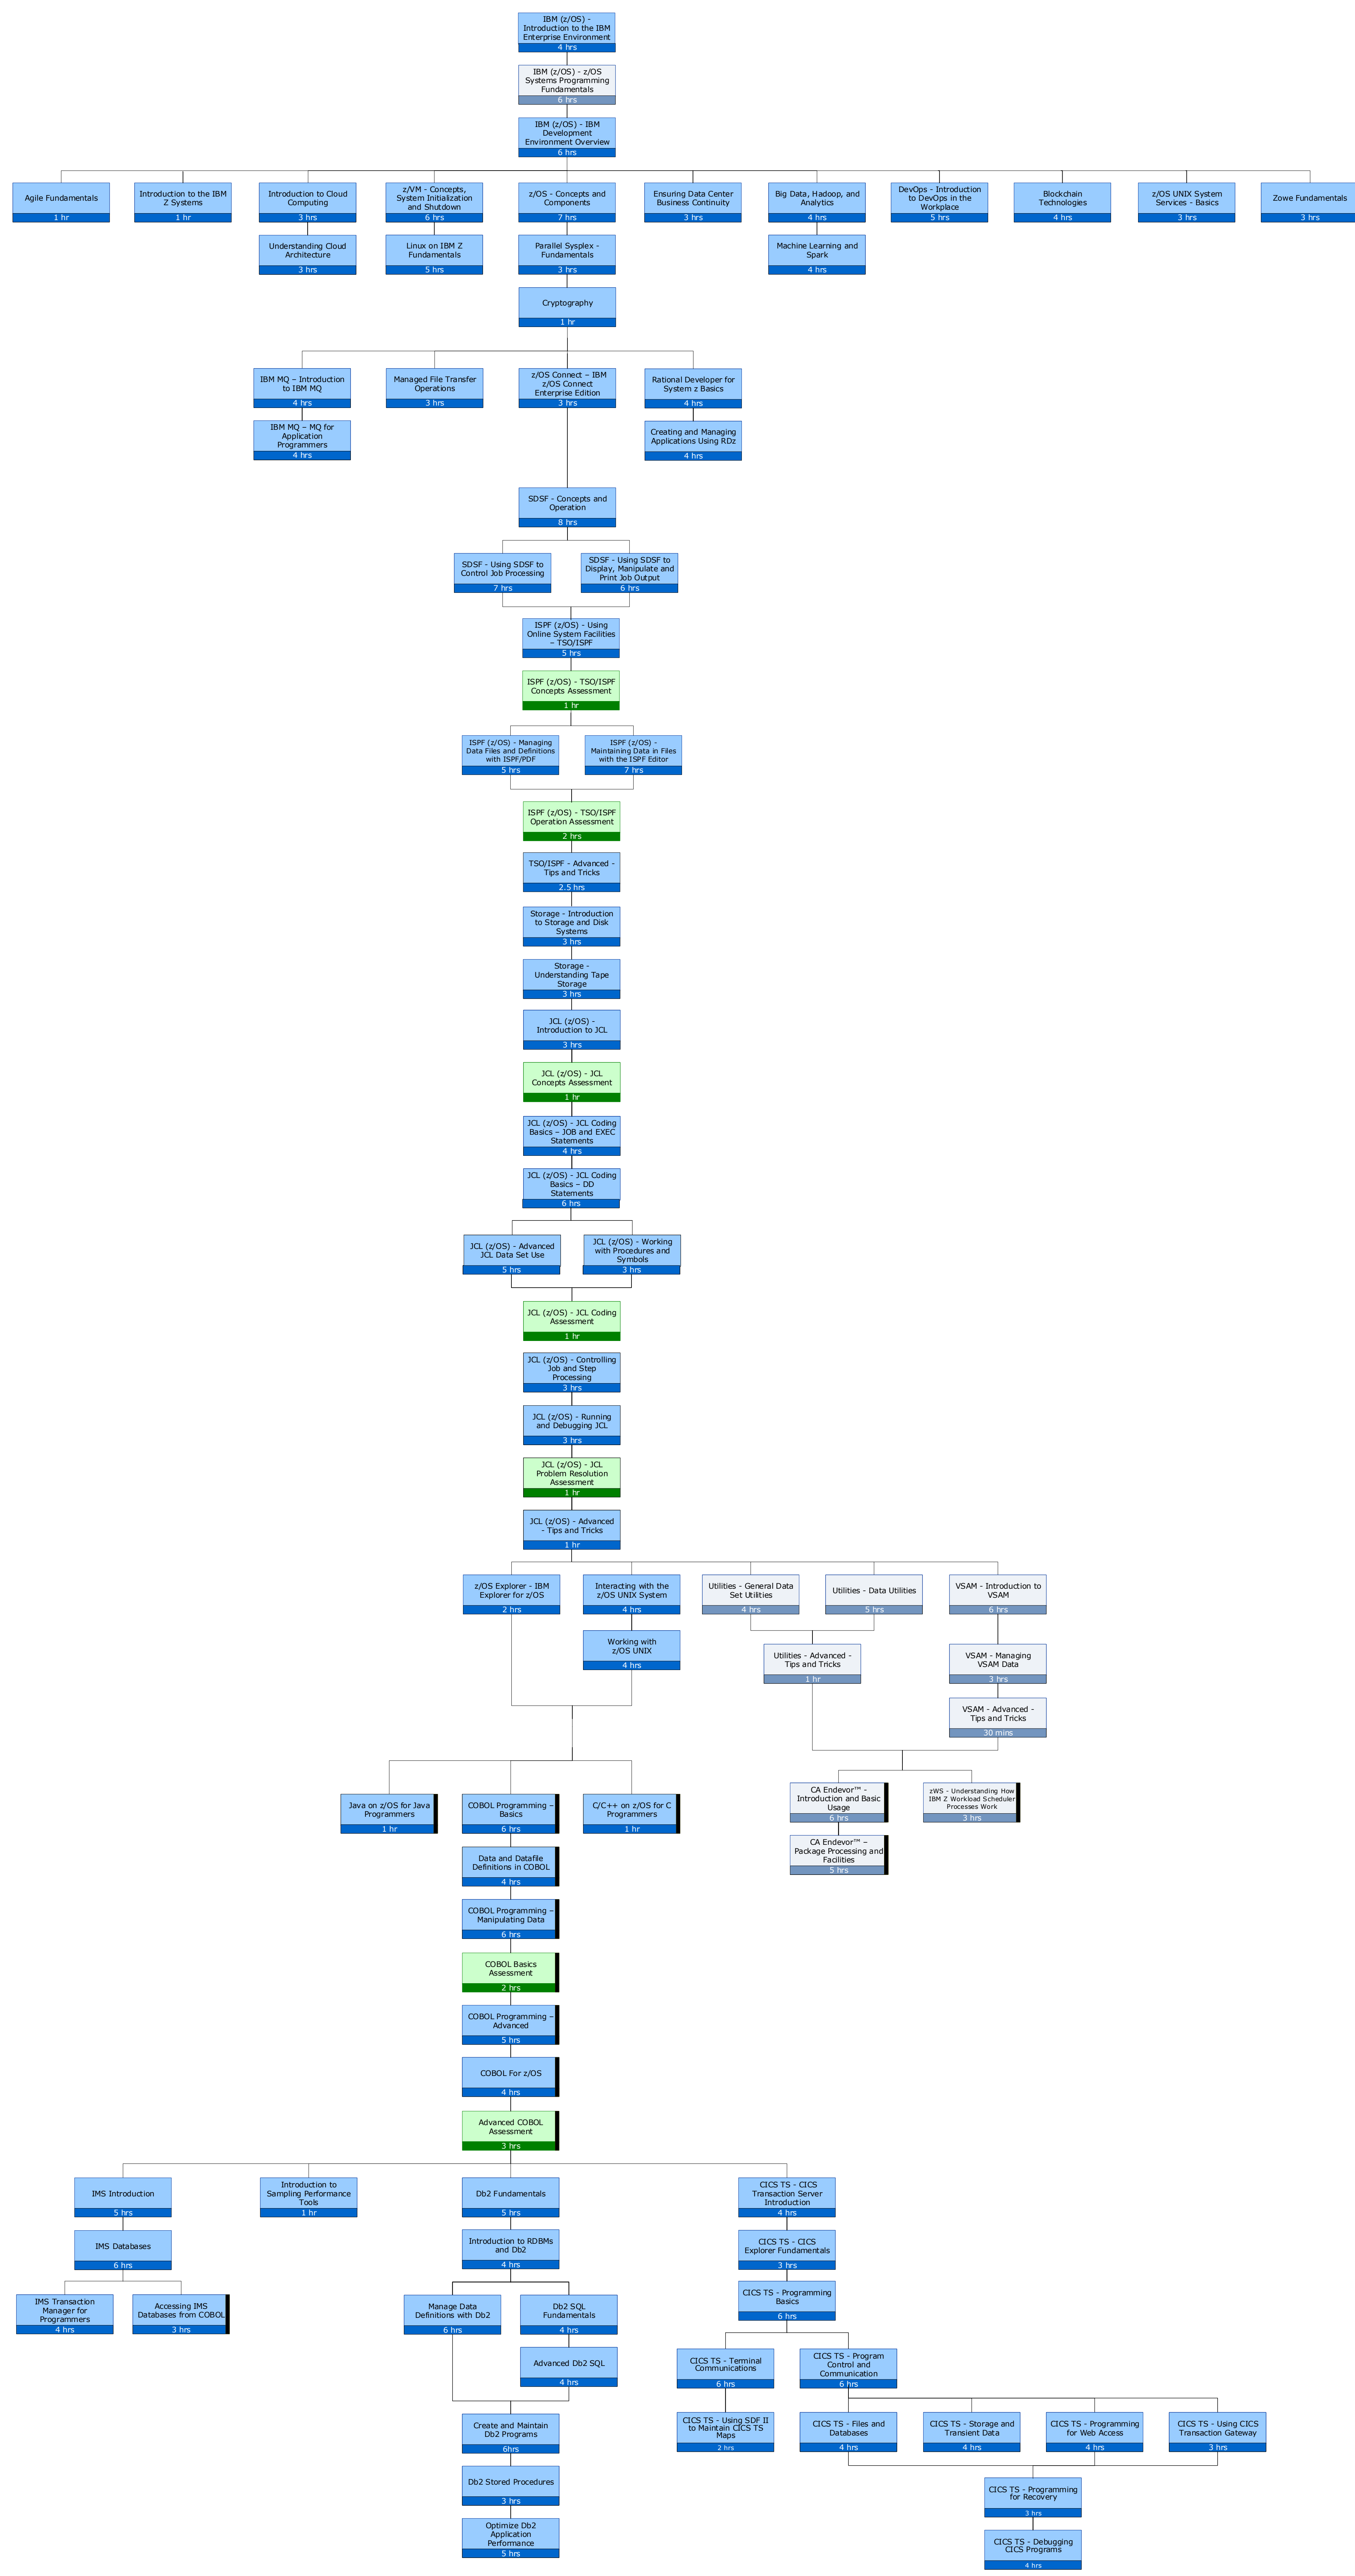 IBM (z/OS) -
Introduction to the IBM
Enterprise Environment
4 hrs
IBM (z/OS) - z/OS
Systems Programming
Fundamentals
6 hrs
IBM (z/OS) - IBM
Development
Environment Overview
6 hrs
Agile Fundamentals
1 hr
Introduction to the IBM
Z Systems
1 hr
Introduction to Cloud
Computing
3 hrs
z/VM - Concepts,
System Initialization
and Shutdown
6 hrs
z/OS - Concepts and
Components
7 hrs
Ensuring Data Center
Business Continuity
3 hrs
Big Data, Hadoop, and
Analytics
4 hrs
DevOps - Introduction
to DevOps in the
Workplace
5 hrs
Blockchain
Technologies
4 hrs
z/OS UNIX System
Services - Basics
3 hrs
Zowe Fundamentals
3 hrs
Understanding Cloud
Architecture
3 hrs
Linux on IBM Z
Fundamentals
5 hrs
Parallel Sysplex -
Fundamentals
3 hrs
Machine Learning and
Spark
4 hrs
Cryptography
1 hr
IBM MQ – Introduction
to IBM MQ
4 hrs
Managed File Transfer
Operations
3 hrs
z/OS Connect – IBM
z/OS Connect
Enterprise Edition
3 hrs
Rational Developer for
System z Basics
4 hrs
IBM MQ – MQ for
Application
Programmers
4 hrs
Creating and Managing
Applications Using RDz
4 hrs
SDSF - Concepts and
Operation
8 hrs
SDSF - Using SDSF to
Control Job Processing
7 hrs
SDSF - Using SDSF to
Display, Manipulate and
Print Job Output
6 hrs
ISPF (z/OS) - Using
Online System Facilities
– TSO/ISPF
5 hrs
ISPF (z/OS) - TSO/ISPF
Concepts Assessment
1 hr
ISPF (z/OS) - Managing
Data Files and Definitions
with ISPF/PDF
5 hrs
ISPF (z/OS) -
Maintaining Data in Files
with the ISPF Editor
7 hrs
ISPF (z/OS) - TSO/ISPF
Operation Assessment
2 hrs
TSO/ISPF - Advanced -
Tips and Tricks
2.5 hrs
Storage - Introduction
to Storage and Disk
Systems
3 hrs
Storage -
Understanding Tape
Storage
3 hrs
JCL (z/OS) -
Introduction to JCL
3 hrs
JCL (z/OS) - JCL
Concepts Assessment
1 hr
JCL (z/OS) - JCL Coding
Basics – JOB and EXEC
Statements
4 hrs
JCL (z/OS) - JCL Coding
Basics – DD
Statements
6 hrs
JCL (z/OS) - Advanced
JCL Data Set Use
5 hrs
JCL (z/OS) - Working
with Procedures and
Symbols
3 hrs
JCL (z/OS) - JCL Coding
Assessment
1 hr
JCL (z/OS) - Controlling
Job and Step
Processing
3 hrs
JCL (z/OS) - Running
and Debugging JCL
3 hrs
JCL (z/OS) - JCL
Problem Resolution
Assessment
1 hr
JCL (z/OS) - Advanced
- Tips and Tricks
1 hr
z/OS Explorer - IBM
Explorer for z/OS
2 hrs
Interacting with the
z/OS UNIX System
4 hrs
Utilities - General Data
Set Utilities
4 hrs
Utilities - Data Utilities
5 hrs
VSAM - Introduction to
VSAM
6 hrs
Working with
z/OS UNIX
4 hrs
Utilities - Advanced -
Tips and Tricks
1 hr
VSAM - Managing
VSAM Data
3 hrs
VSAM - Advanced -
Tips and Tricks
30 mins
Java on z/OS for Java
Programmers
1 hr
COBOL Programming –
Basics
6 hrs
C/C++ on z/OS for C
Programmers
1 hr
CA Endevor™ -
Introduction and Basic
Usage
6 hrs
zWS - Understanding How
IBM Z Workload Scheduler
Processes Work
3 hrs
CA Endevor™ –
Package Processing and
Facilities
5 hrs
Data and Datafile
Definitions in COBOL
4 hrs
COBOL Programming –
Manipulating Data
6 hrs
COBOL Basics
Assessment
2 hrs
COBOL Programming –
Advanced
5 hrs
COBOL For z/OS
4 hrs
Advanced COBOL
Assessment
3 hrs
IMS Introduction
5 hrs
Introduction to
Sampling Performance
Tools
1 hr
Db2 Fundamentals
5 hrs
CICS TS - CICS
Transaction Server
Introduction
4 hrs
IMS Databases
6 hrs
Introduction to RDBMs
and Db2
4 hrs
CICS TS - CICS
Explorer Fundamentals
3 hrs
IMS Transaction
Manager for
Programmers
4 hrs
Accessing IMS
Databases from COBOL
3 hrs
Manage Data
Definitions with Db2
6 hrs
Db2 SQL
Fundamentals
4 hrs
CICS TS - Programming
Basics
6 hrs
Advanced Db2 SQL
4 hrs
CICS TS - Terminal
Communications
6 hrs
CICS TS - Program
Control and
Communication
6 hrs
Create and Maintain
Db2 Programs
6hrs
CICS TS - Using SDF II
to Maintain CICS TS
Maps
2 hrs
CICS TS - Files and
Databases
4 hrs
CICS TS - Storage and
Transient Data
4 hrs
CICS TS - Programming
for Web Access
4 hrs
CICS TS - Using CICS
Transaction Gateway
3 hrs
Db2 Stored Procedures
3 hrs
CICS TS - Programming
for Recovery
3 hrs
Optimize Db2
Application
Performance
5 hrs
CICS TS - Debugging
CICS Programs
4 hrs